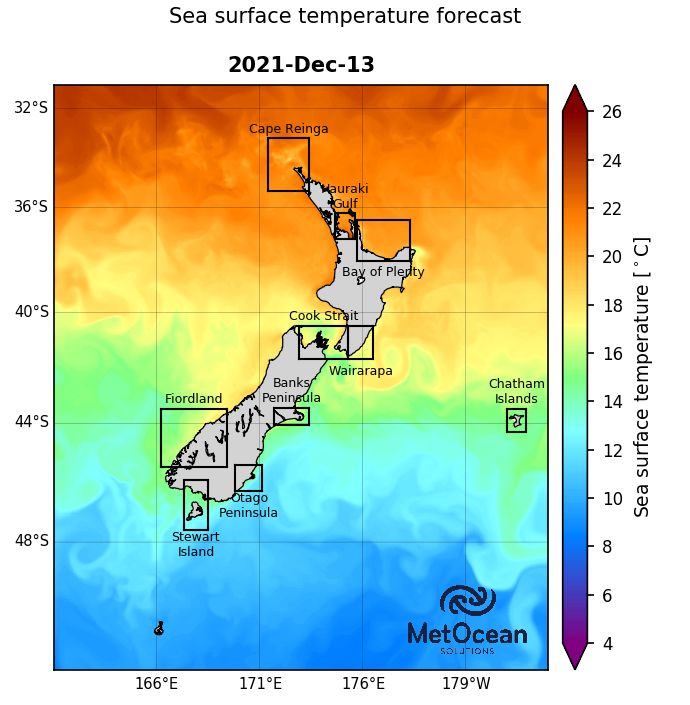 Sea surface temperature forecast
2021-Dec-13
32°S
36°S
40°S
44°S
48°S
Cape Reinga
Hauraki
Gulf
Bay of Plenty
Cook Strait
Wairarapa
Banks
Peninsula
Fiordland
Chatham
Islands
Otago
Peninsula
Stewart
Island
MetOcean
SOLUTIONS
166°E
171°E
176°E
179°W
26
24
22
20
18
16
14
12
10
8
6
4
Sea surface temperature [°C]